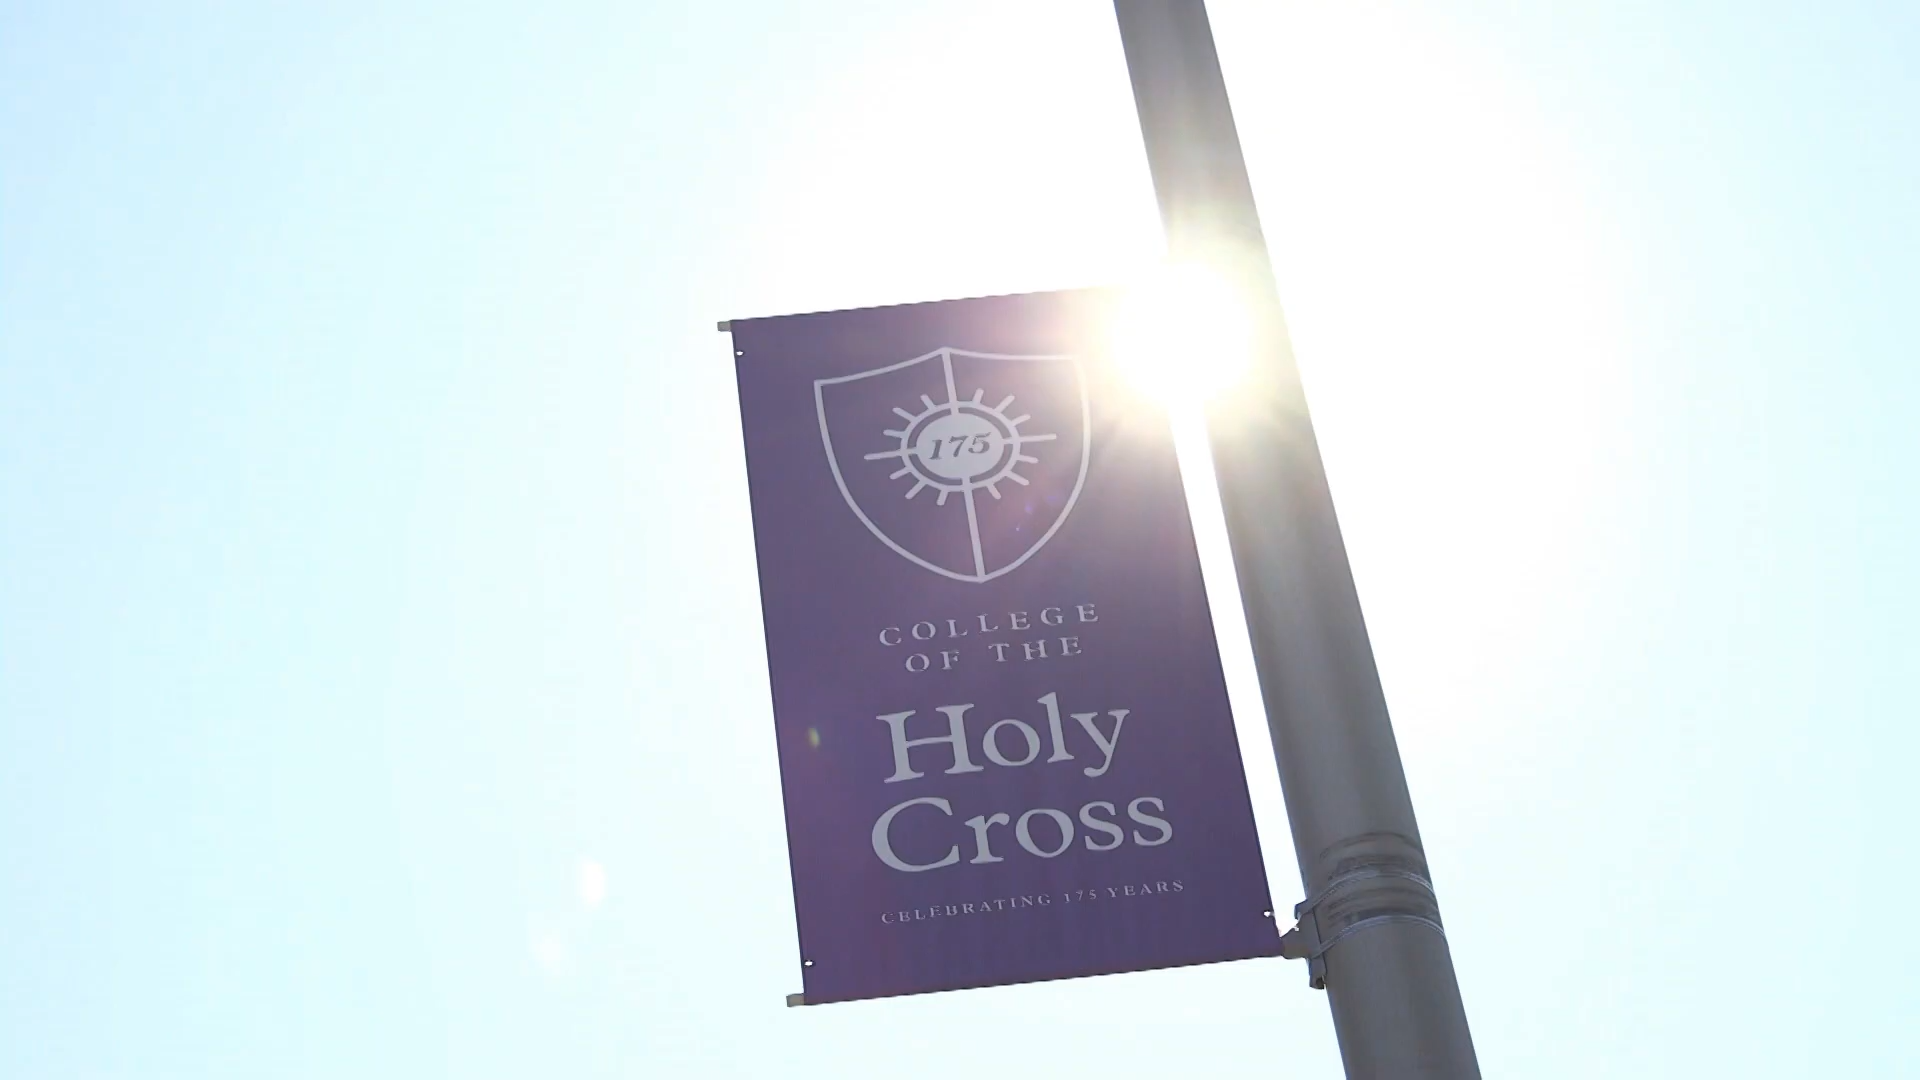 175
COLLEGE
OF THE
Holy
Cross
CELEBRATING 175 YEARS